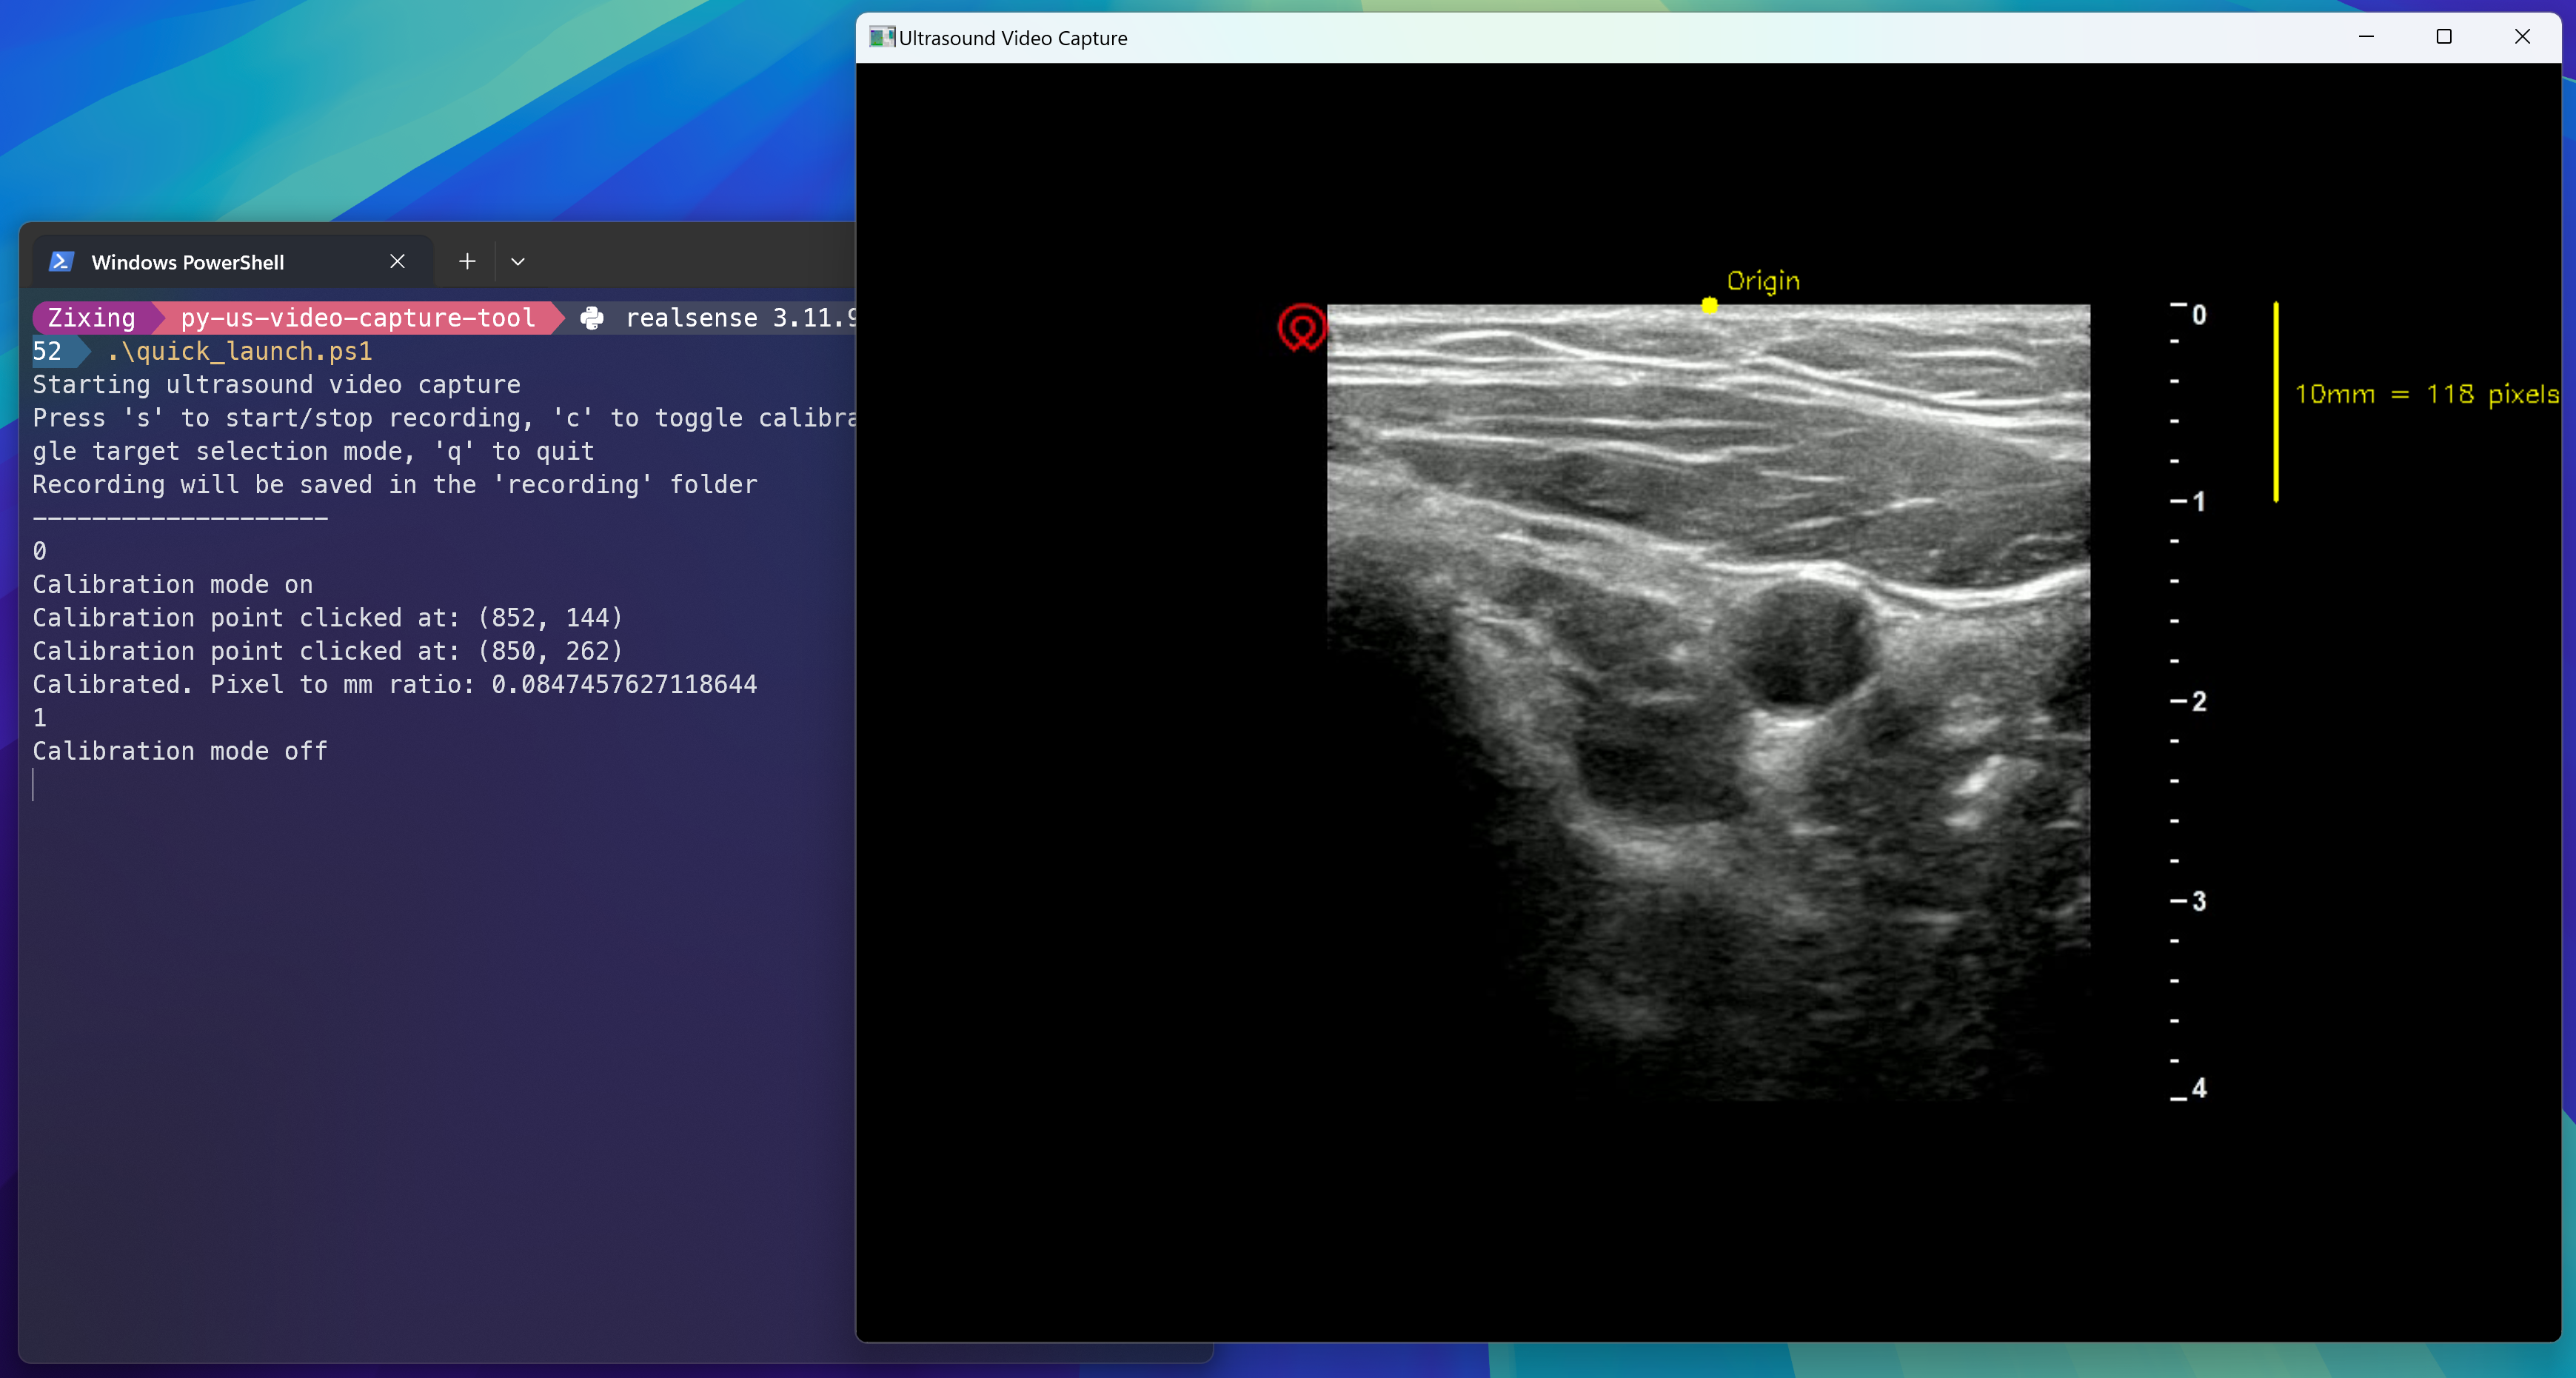 Ultrasound Video Capture
Windows PowerShell
Zixing py-us-video-capture-tool realsense 3.11.9
52 .\quick_launch.ps1
Starting ultrasound video capture
Press 's' to start/stop recording, 'c' to toggle calibra
gle target selection mode, 'q' to quit
Recording will be saved in the 'recording' folder
--------------------
0
Calibration mode on
Calibration point clicked at: (852, 144)
Calibration point clicked at: (850, 262)
Calibrated. Pixel to mm ratio: 0.0847457627118644
1
Calibration mode off
Origin
0
10mm = 118 pixels
1
2
3
4